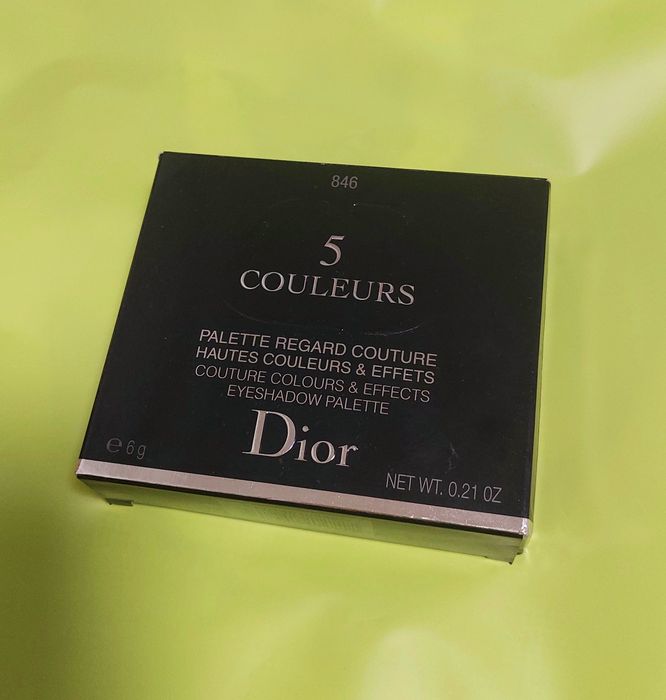 846
5
COULEURS
PALETTE REGARD COUTURE
HAUTES COULEURS & EFFETS
COUTURE COLOURS & EFFECTS
EYESHADOW PALETTE
Dior
℮ 6 g
NET WT. 0.21 OZ